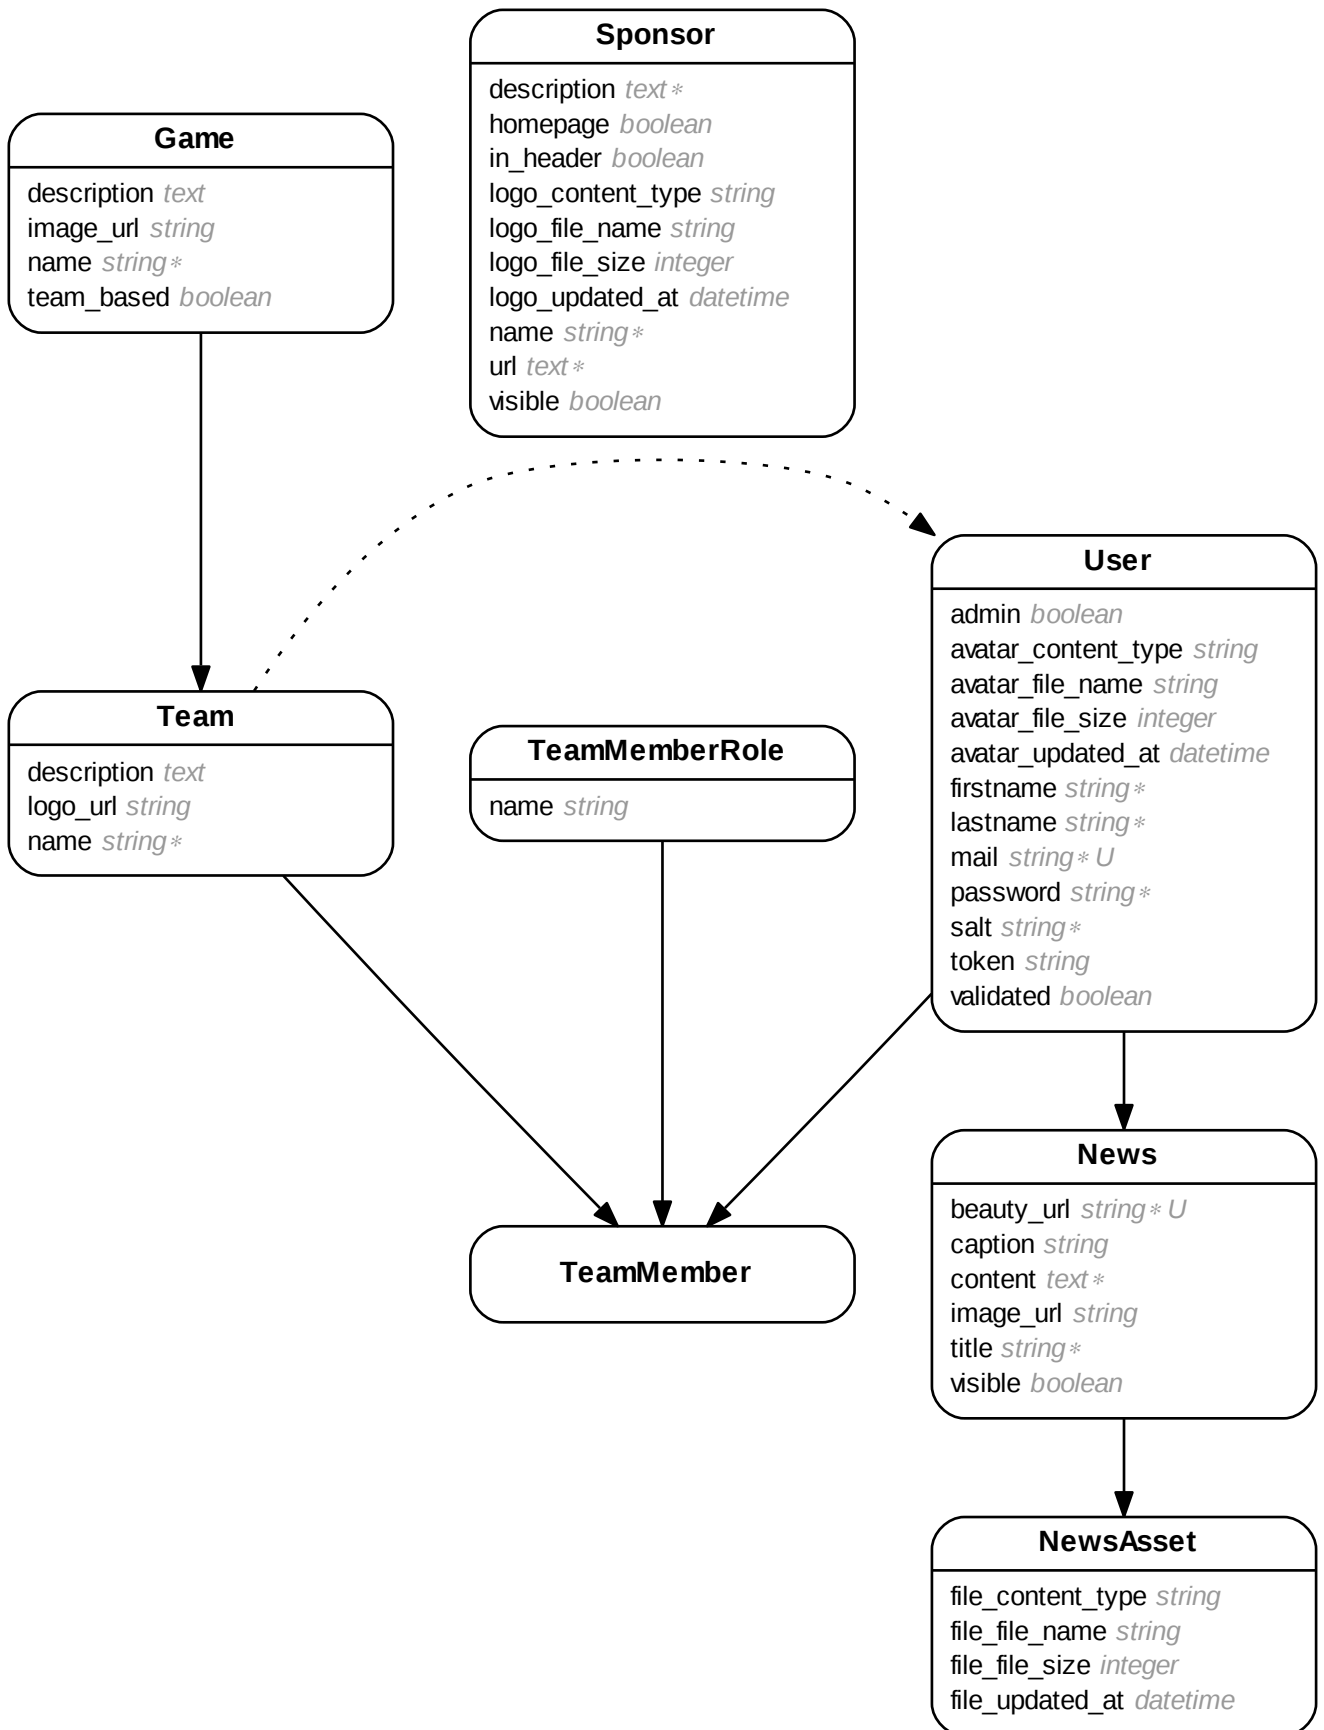 Sponsor
description text ∗
homepage boolean
in_header boolean
logo_content_type string
logo_file_name string
logo_file_size integer
logo_updated_at datetime
name string ∗
url text ∗
visible boolean
Game
description text
image_url string
name string ∗
team_based boolean
User
admin boolean
avatar_content_type string
avatar_file_name string
avatar_file_size integer
avatar_updated_at datetime
firstname string ∗
lastname string ∗
mail string ∗ U
password string ∗
salt string ∗
token string
validated boolean
Team
description text
logo_url string
name string ∗
TeamMemberRole
name string
TeamMember
News
beauty_url string ∗ U
caption string
content text ∗
image_url string
title string ∗
visible boolean
NewsAsset
file_content_type string
file_file_name string
file_file_size integer
file_updated_at datetime